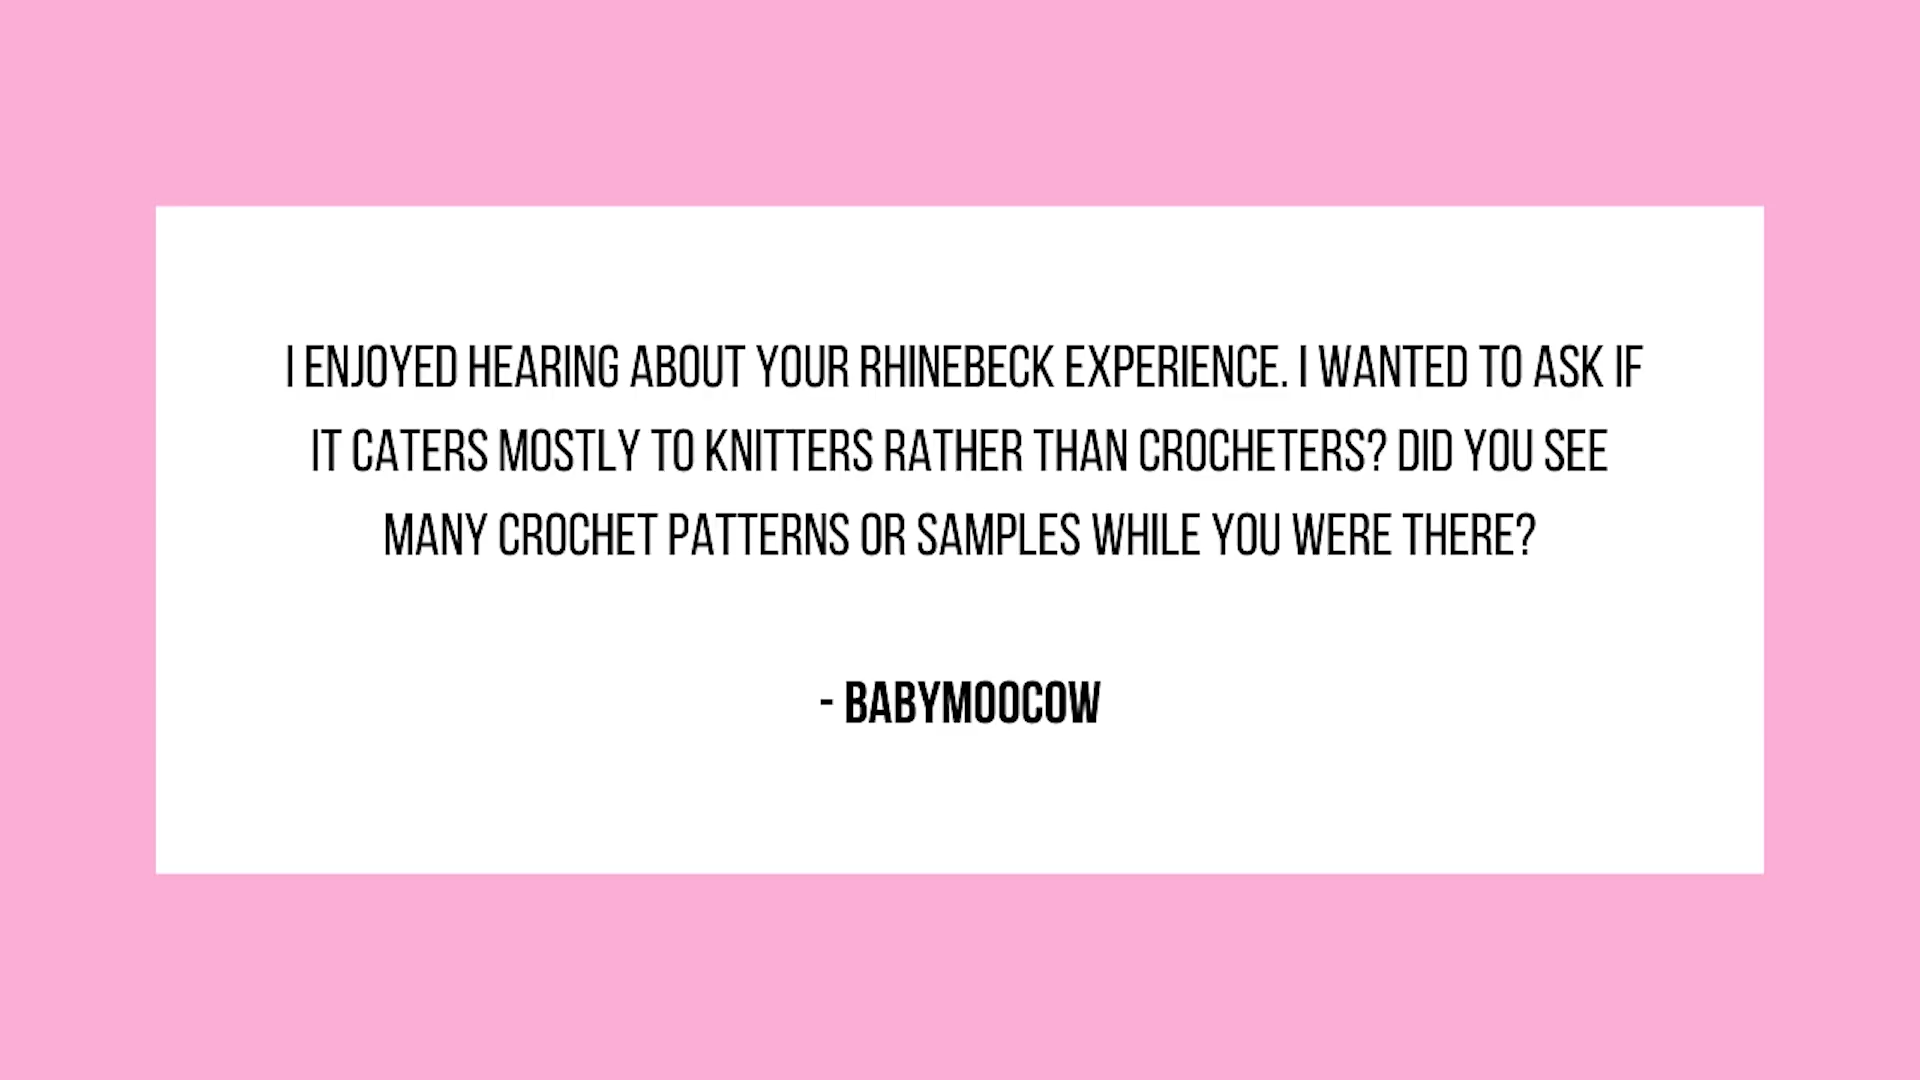 I ENJOYED HEARING ABOUT YOUR RHINEBECK EXPERIENCE. I WANTED TO ASK IF
IT CATERS MOSTLY TO KNITTERS RATHER THAN CROCHETERS? DID YOU SEE
MANY CROCHET PATTERNS OR SAMPLES WHILE YOU WERE THERE?
- BABYMOOCOW